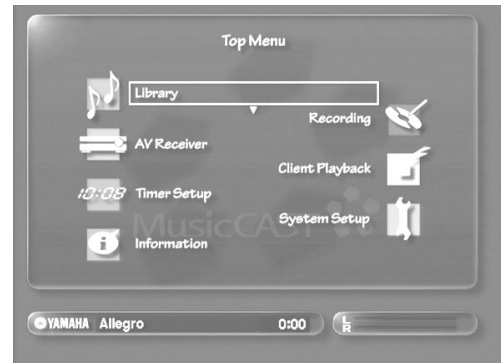 Top Menu
Library
Recording
AV Receiver
Client Playback
10:08 Timer Setup
System Setup
MusicCAST
i Information
YAMAHA Allegro 0:00 L
R